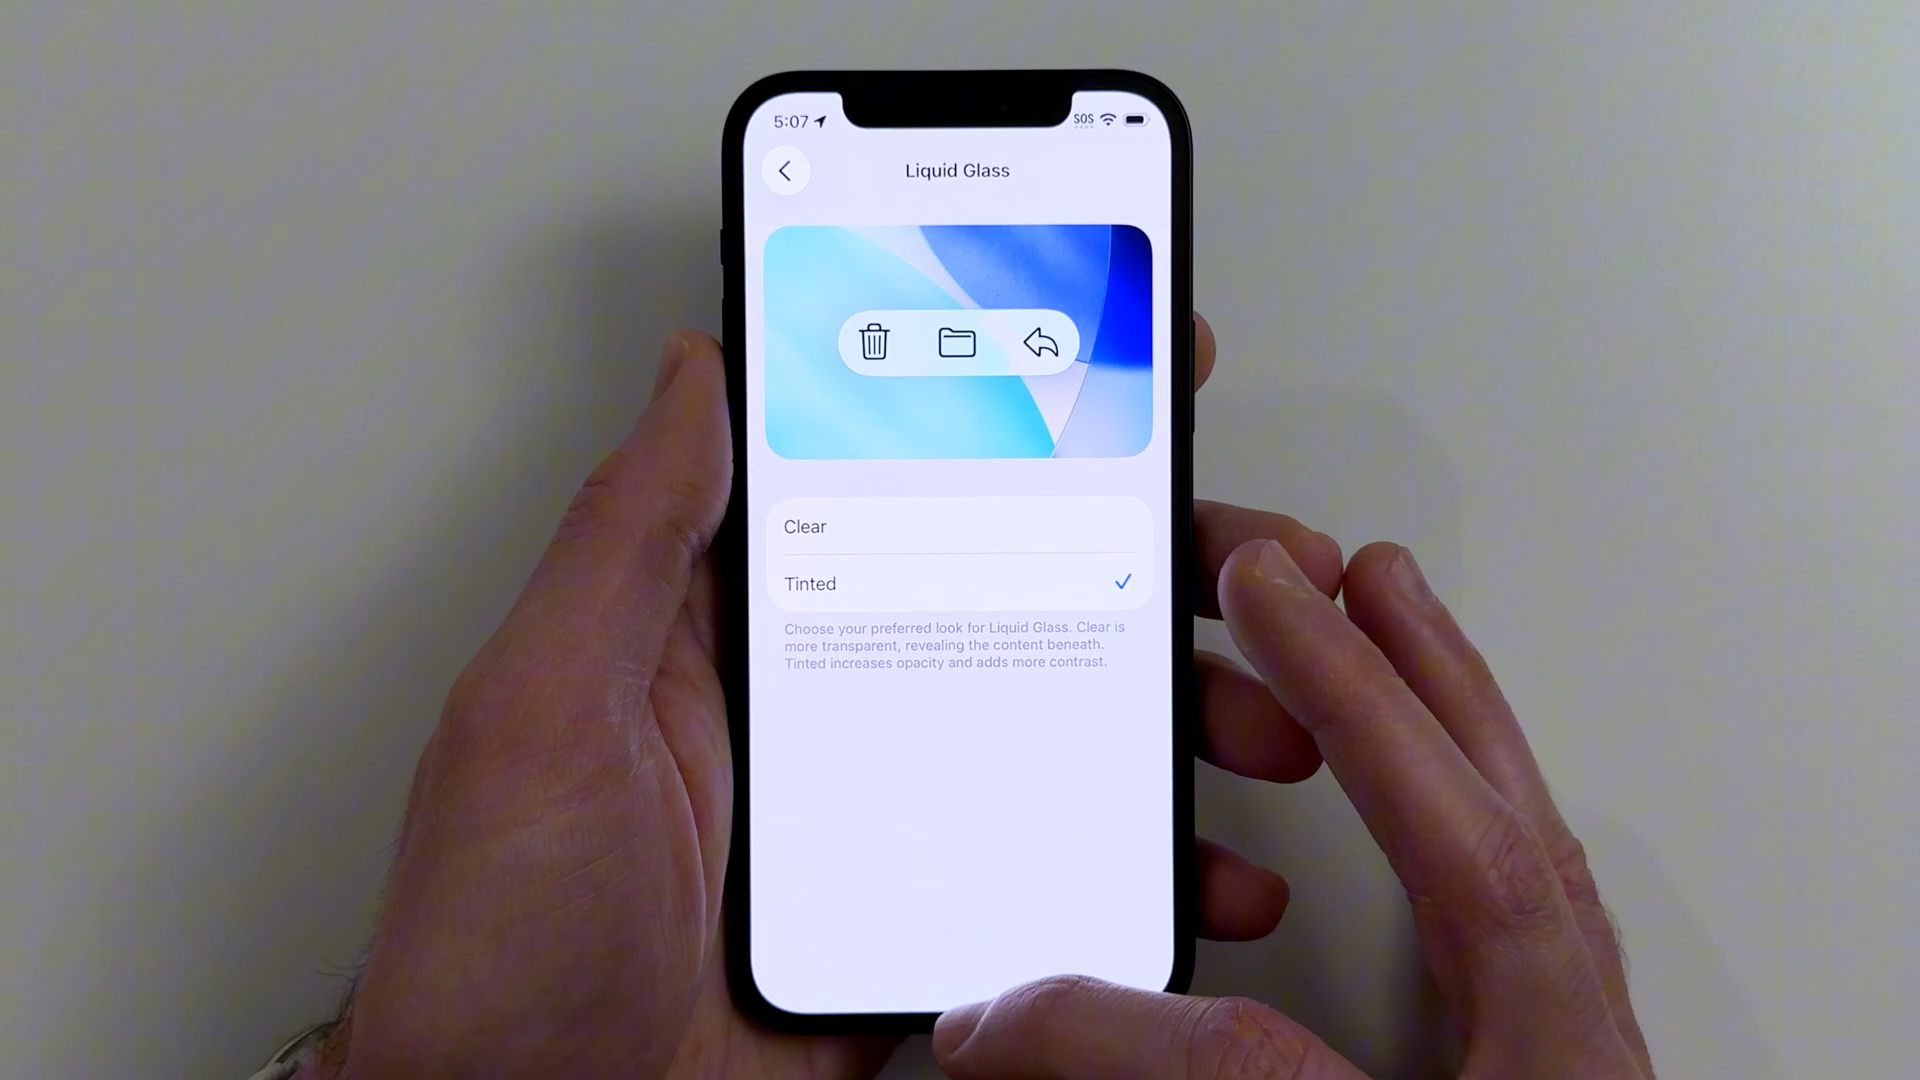 5:07
SOS
Liquid Glass
Clear
Tinted
Choose your preferred look for Liquid Glass. Clear is
more transparent, revealing the content beneath.
Tinted increases opacity and adds more contrast.